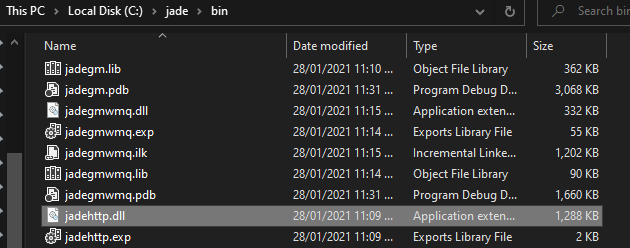 This PC > Local Disk (C:) > jade > bin Search bin
Name Date modified Type Size
jadegm.lib 28/01/2021 11:10 ... Object File Library 362 KB
jadegm.pdb 28/01/2021 11:31 ... Program Debug D... 3,068 KB
jadegmwmq.dll 28/01/2021 11:15 ... Application exten... 332 KB
jadegmwmq.exp 28/01/2021 11:14 ... Exports Library File 55 KB
jadegmwmq.ilk 28/01/2021 11:15 ... Incremental Linke... 1,202 KB
jadegmwmq.lib 28/01/2021 11:14 ... Object File Library 90 KB
jadegmwmq.pdb 28/01/2021 11:31 ... Program Debug D... 1,660 KB
jadehttp.dll 28/01/2021 11:09 ... Application exten... 1,288 KB
jadehttp.exp 28/01/2021 11:09 ... Exports Library File 2 KB